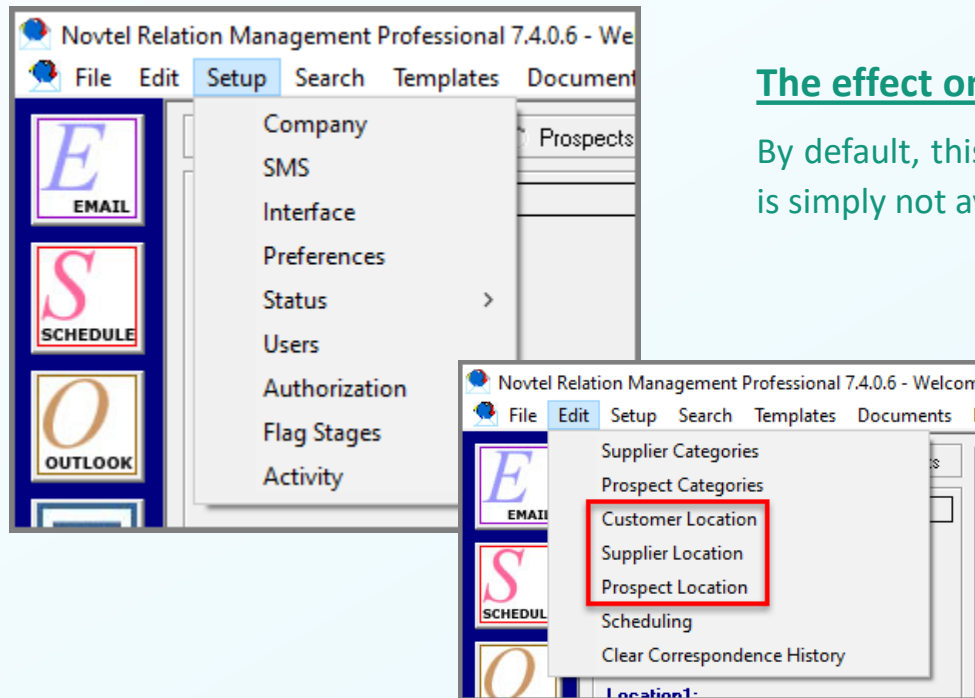 Novtel Relation Management Professional 7.4.0.6 - We
File Edit Setup Search Templates Document
Company
SMS
Interface
Preferences
Status >
Users
Authorization
Flag Stages
Activity
Prospects
E
EMAIL
S
SCHEDULE
O
OUTLOOK
The effect or
By default, this
is simply not av
Novtel Relation Management Professional 7.4.0.6 - Welcom
File Edit Setup Search Templates Documents
Supplier Categories
Prospect Categories
Customer Location
Supplier Location
Prospect Location
Scheduling
Clear Correspondence History
E
EMAI
S
SCHEDUL
O
Location1: